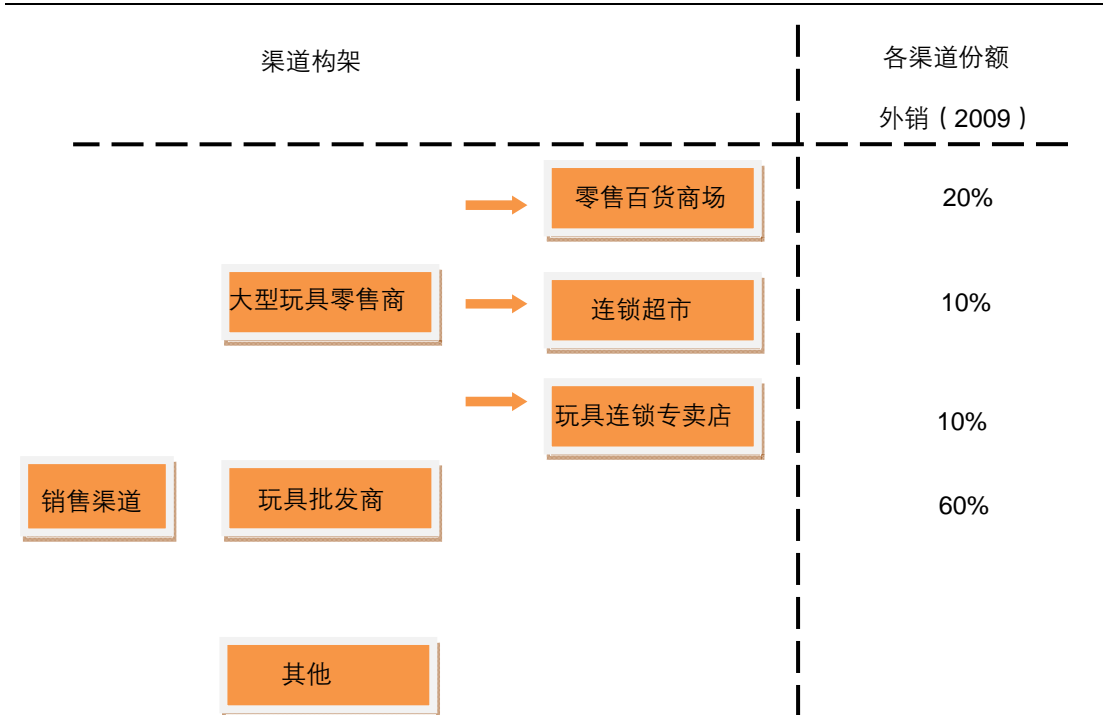 渠道构架
各渠道份额
外销（2009）
零售百货商场
20%
大型玩具零售商
连锁超市
10%
玩具连锁专卖店
10%
销售渠道
玩具批发商
60%
其他